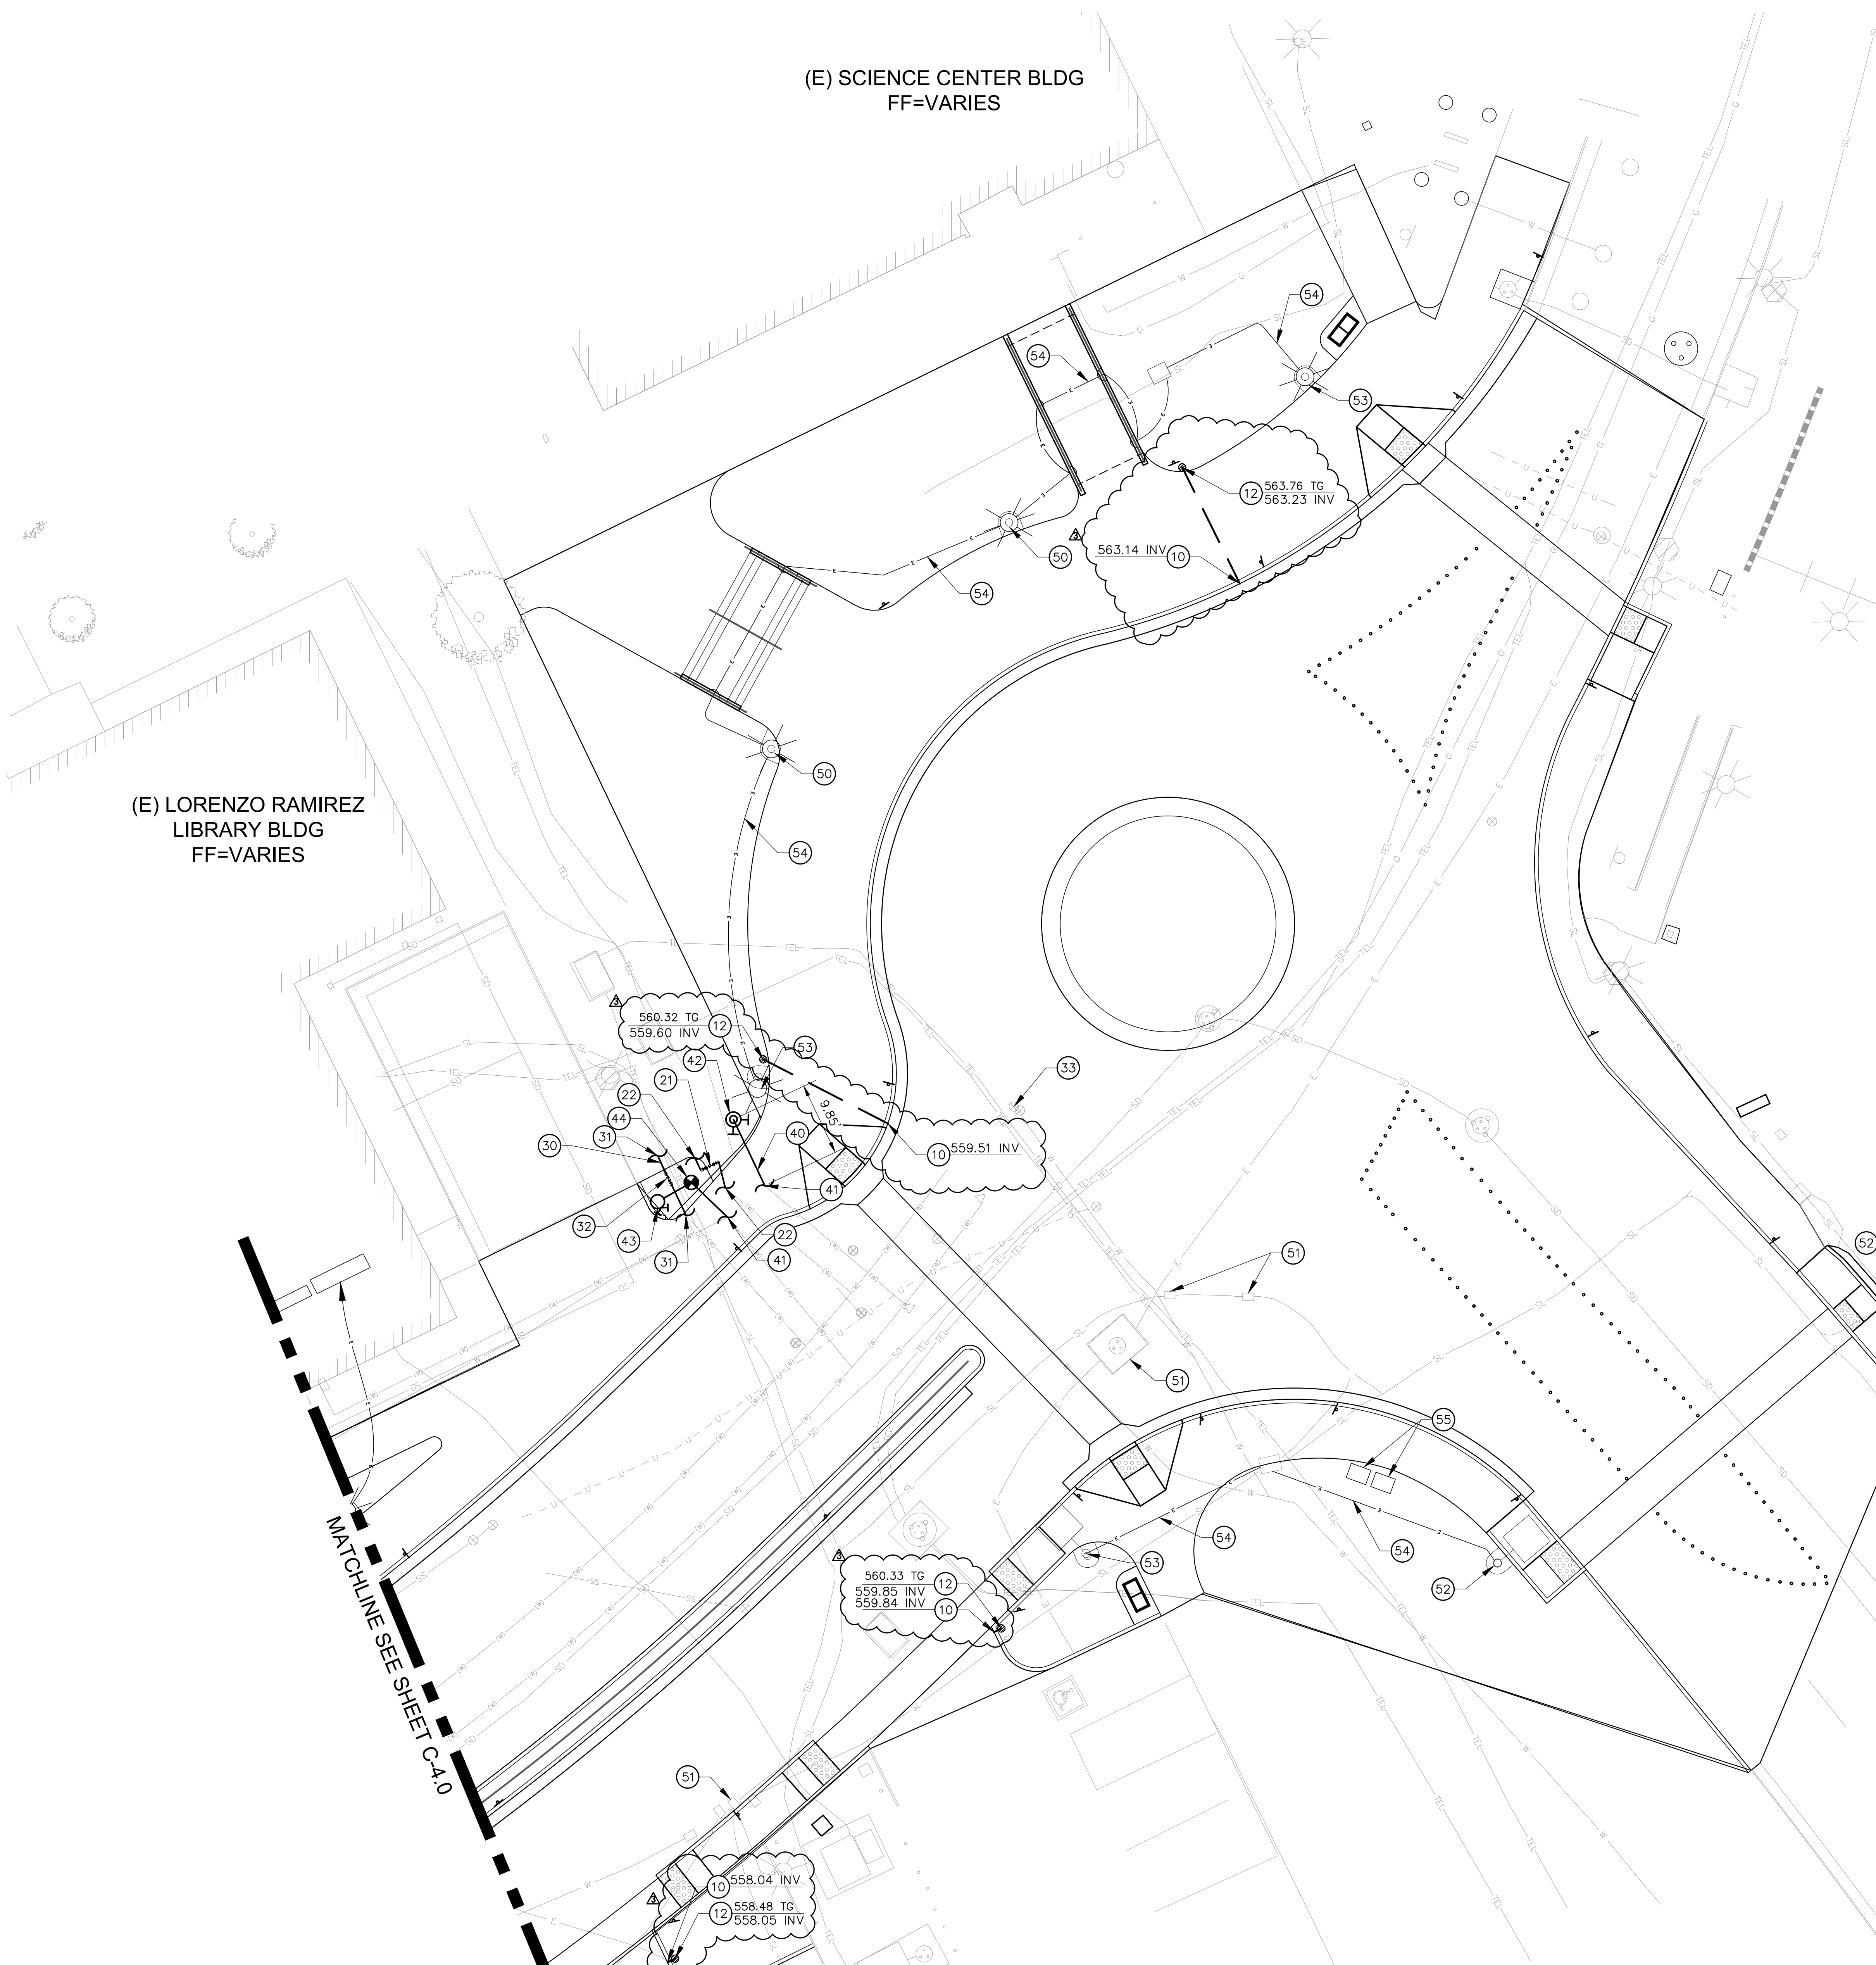 (E) SCIENCE CENTER BLDG
FF=VARIES
54
54
53
12
563.76 TG
563.23 INV
3
563.14 INV
10
50
54
50
(E) LORENZO RAMIREZ
LIBRARY BLDG
FF=VARIES
54
3
560.32 TG
559.60 INV
12
53
42
21
33
22
44
31
30
9.85'
40
10
559.51 INV
41
32
43
22
31
41
51
52
51
55
54
54
53
52
3
560.33 TG
12
559.85 INV
559.84 INV
10
MATCHLINE SEE SHEET C-4.0
51
3
10
558.04 INV
12
558.48 TG
558.05 INV